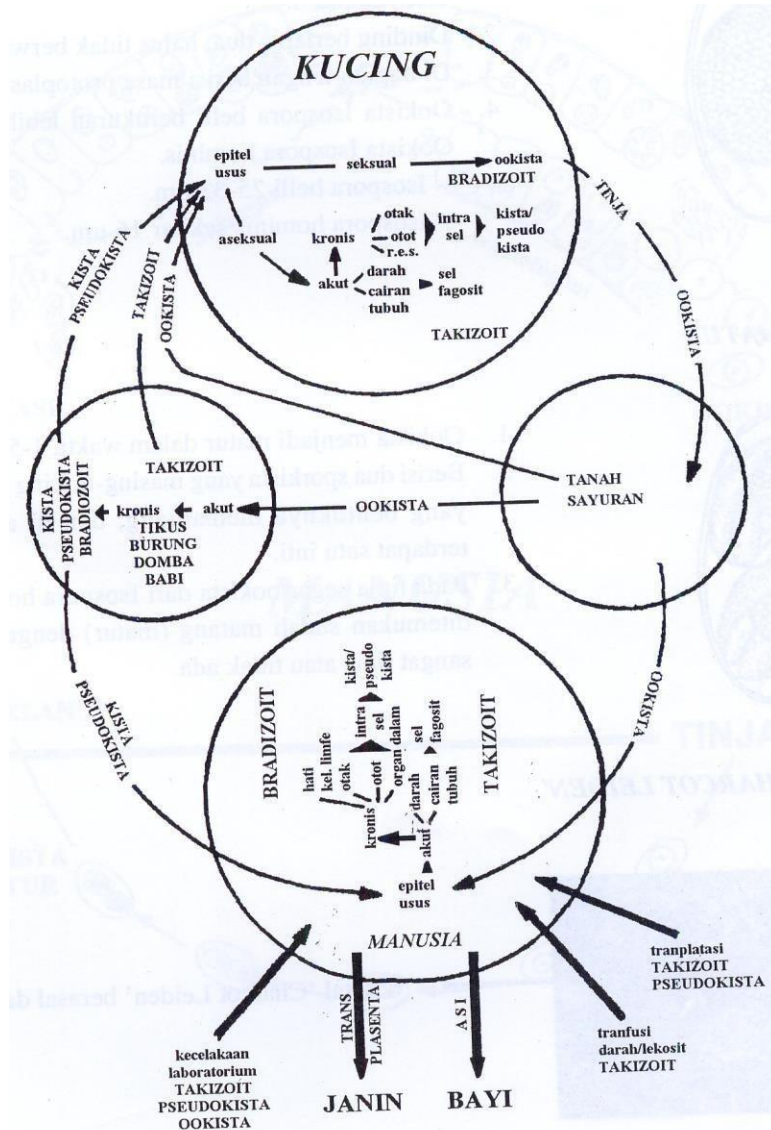 KUCING
epitel
usus
seksual
ookista
BRADIZOIT
aseksual
kronis
otak
otot
r.e.s.
intra
sel
kista/
pseudo
kista
akut
darah
cairan
tubuh
sel
fagosit
TAKIZOIT
TINJA
OOKISTA
KISTA
PSEUDOKISTA
TAKIZOIT
OOKISTA
TAKIZOIT
KISTA
PSEUDOKISTA
BRADIOZOIT
kronis
akut
TIKUS
BURUNG
DOMBA
BABI
OOKISTA
TANAH
SAYURAN
KISTA
PSEUDOKISTA
OOKISTA
BRADIZOIT
hati
kel. limfe
otak
otot
organ
dalam
intra
sel
kista/
pseudo
kista
kronis
akut
darah
cairan
tubuh
sel
fagosit
TAKIZOIT
epitel
usus
MANUSIA
kecelakaan
laboratorium
TAKIZOIT
PSEUDOKISTA
OOKISTA
TRANS
PLASENTA
JANIN
ASI
BAYI
tranplatasi
TAKIZOIT
PSEUDOKISTA
tranfusi
darah/lekosit
TAKIZOIT